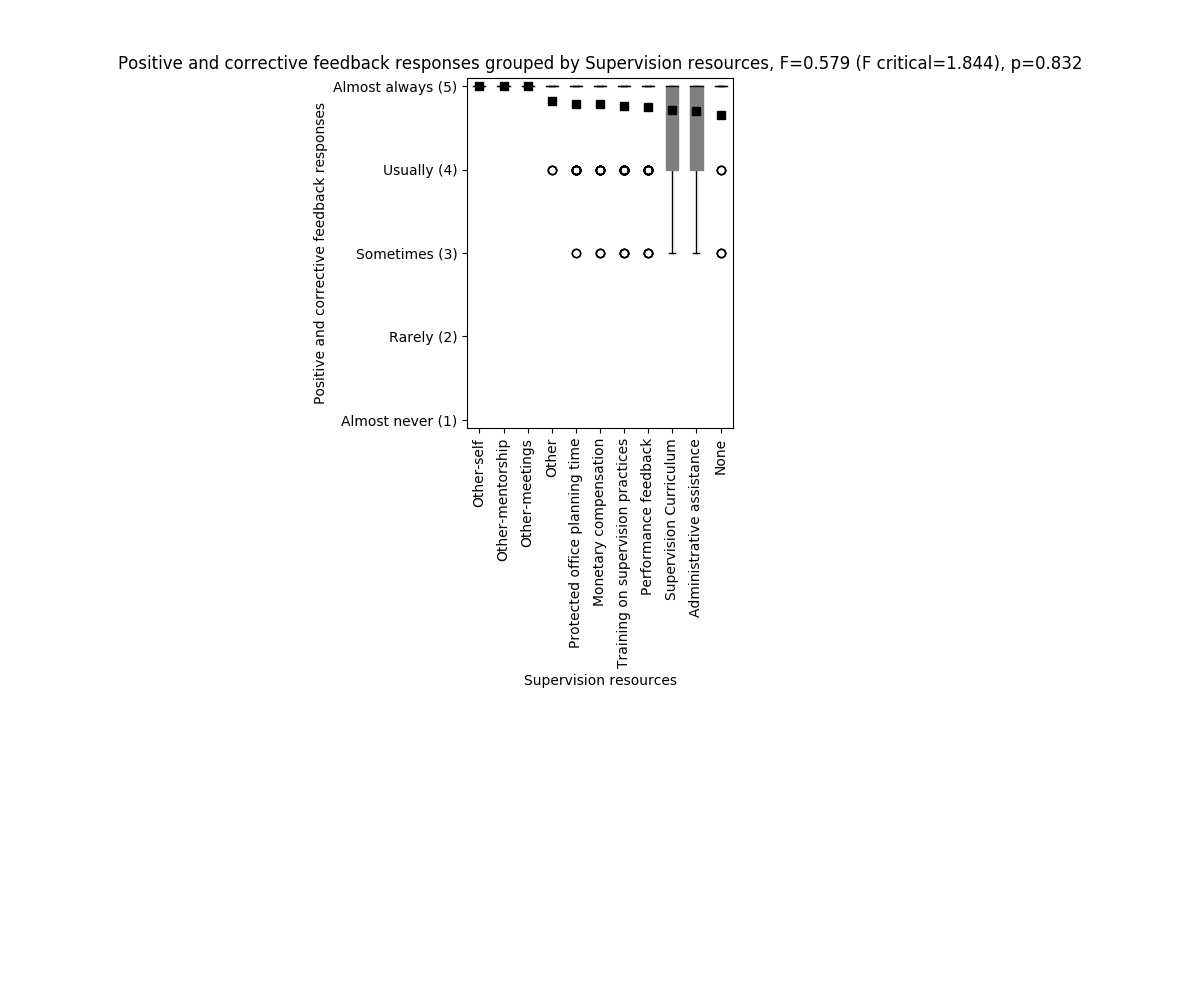 Positive and corrective feedback responses grouped by Supervision resources, F=0.579 (F critical=1.844), p=0.832
Positive and corrective feedback responses
Almost always (5)
Usually (4)
Sometimes (3)
Rarely (2)
Almost never (1)
Other-self
Other-mentorship
Other-meetings
Other
Protected office planning time
Monetary compensation
Training on supervision practices
Performance feedback
Supervision Curriculum
Administrative assistance
None
Supervision resources